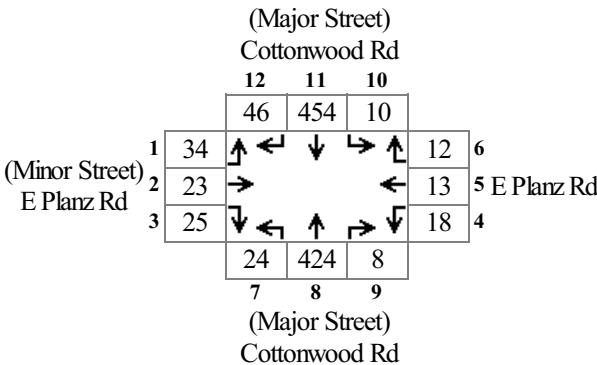 (Major Street)
Cottonwood Rd
12 11 10
46 454 10
1 34 12 6
(Minor Street)
E Planz Rd
2 23 13 5 E Planz Rd
3 25 18 4
24 424 8
7 8 9
(Major Street)
Cottonwood Rd